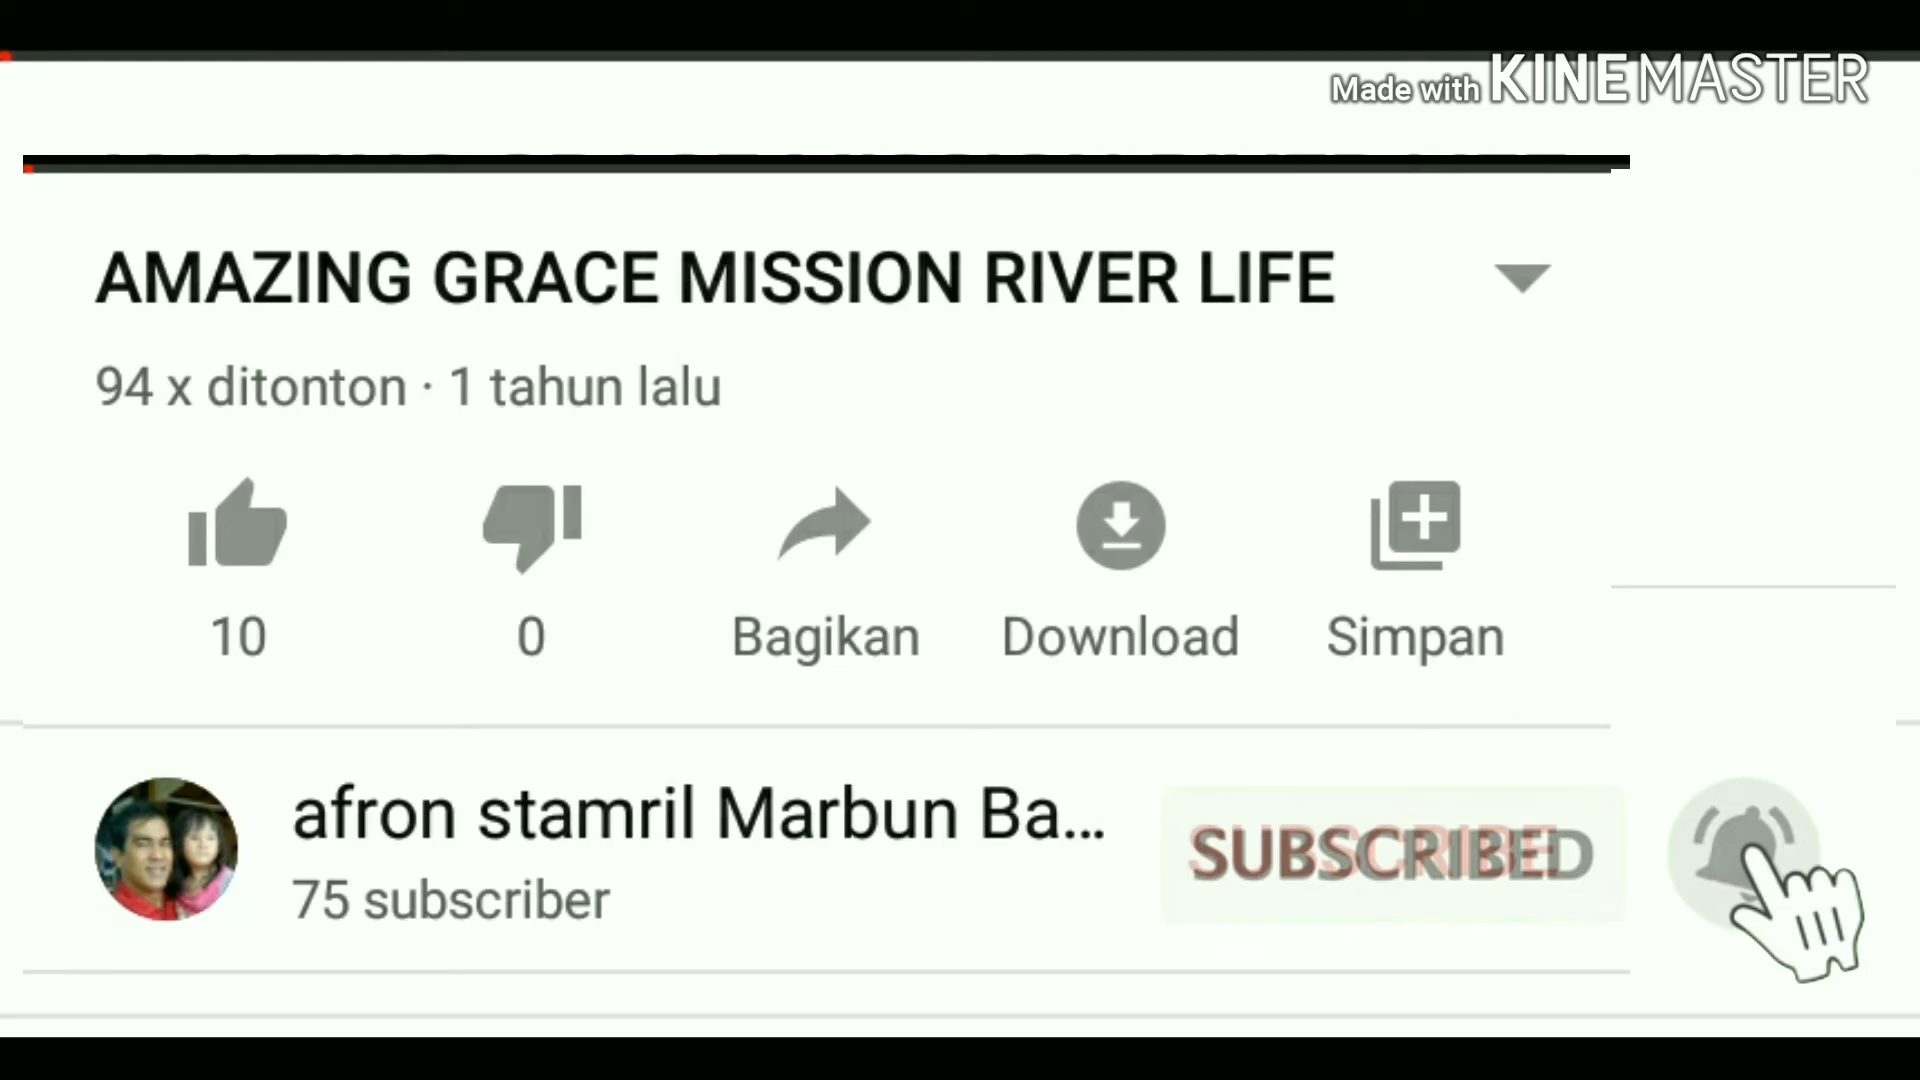 Made with KINEMASTER
AMAZING GRACE MISSION RIVER LIFE
94 x ditonton · 1 tahun lalu
10
0
Bagikan
Download
Simpan
afron stamril Marbun Ba...
SUBSCRIBED
75 subscriber